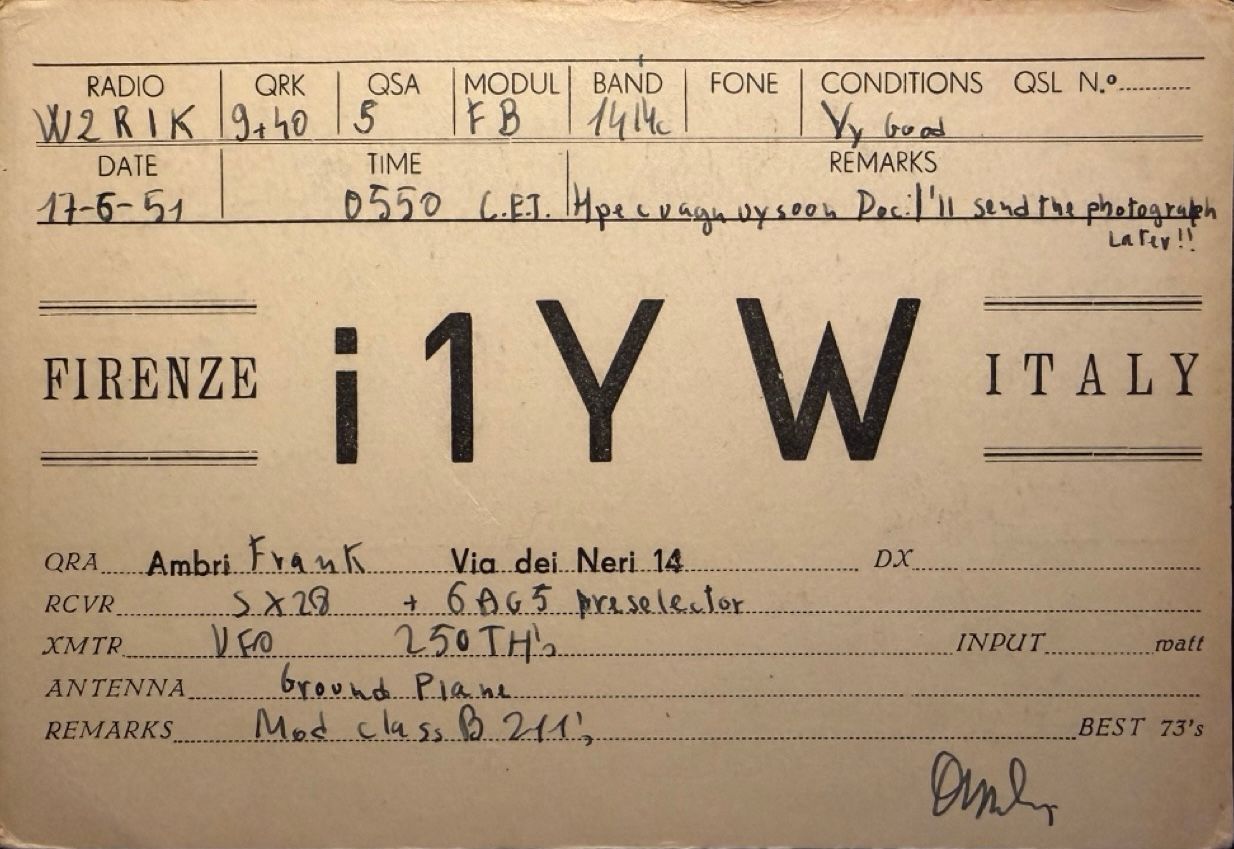 RADIO QRK QSA MODUL BAND FONE CONDITIONS QSL N.º
W2RIK 9+40 5 FB 14Mc Vy Good
DATE TIME REMARKS
17-6-51 0550 C.E.T. Hpe cuagn vy soon Doc: I'll send the photograph
Later!!
FIRENZE i1YW ITALY
QRA Ambri Frank Via dei Neri 14 DX
RCVR SX28 + 6AG5 preselector
XMTR VFO 250TH's INPUT watt
ANTENNA Ground Plane
REMARKS Mod class B 211's BEST 73's